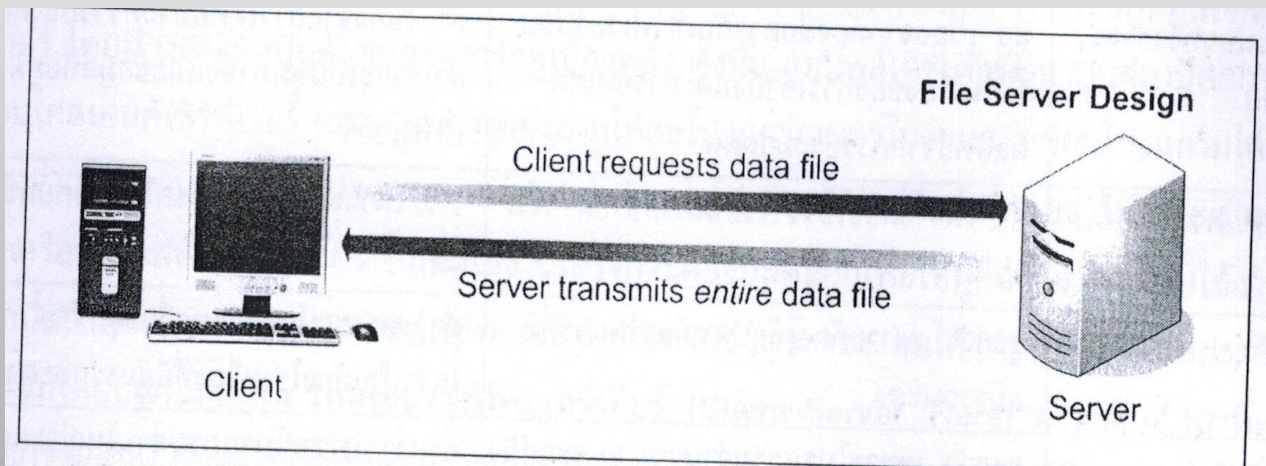 File Server Design
Client requests data file
Server transmits entire data file
Client
Server